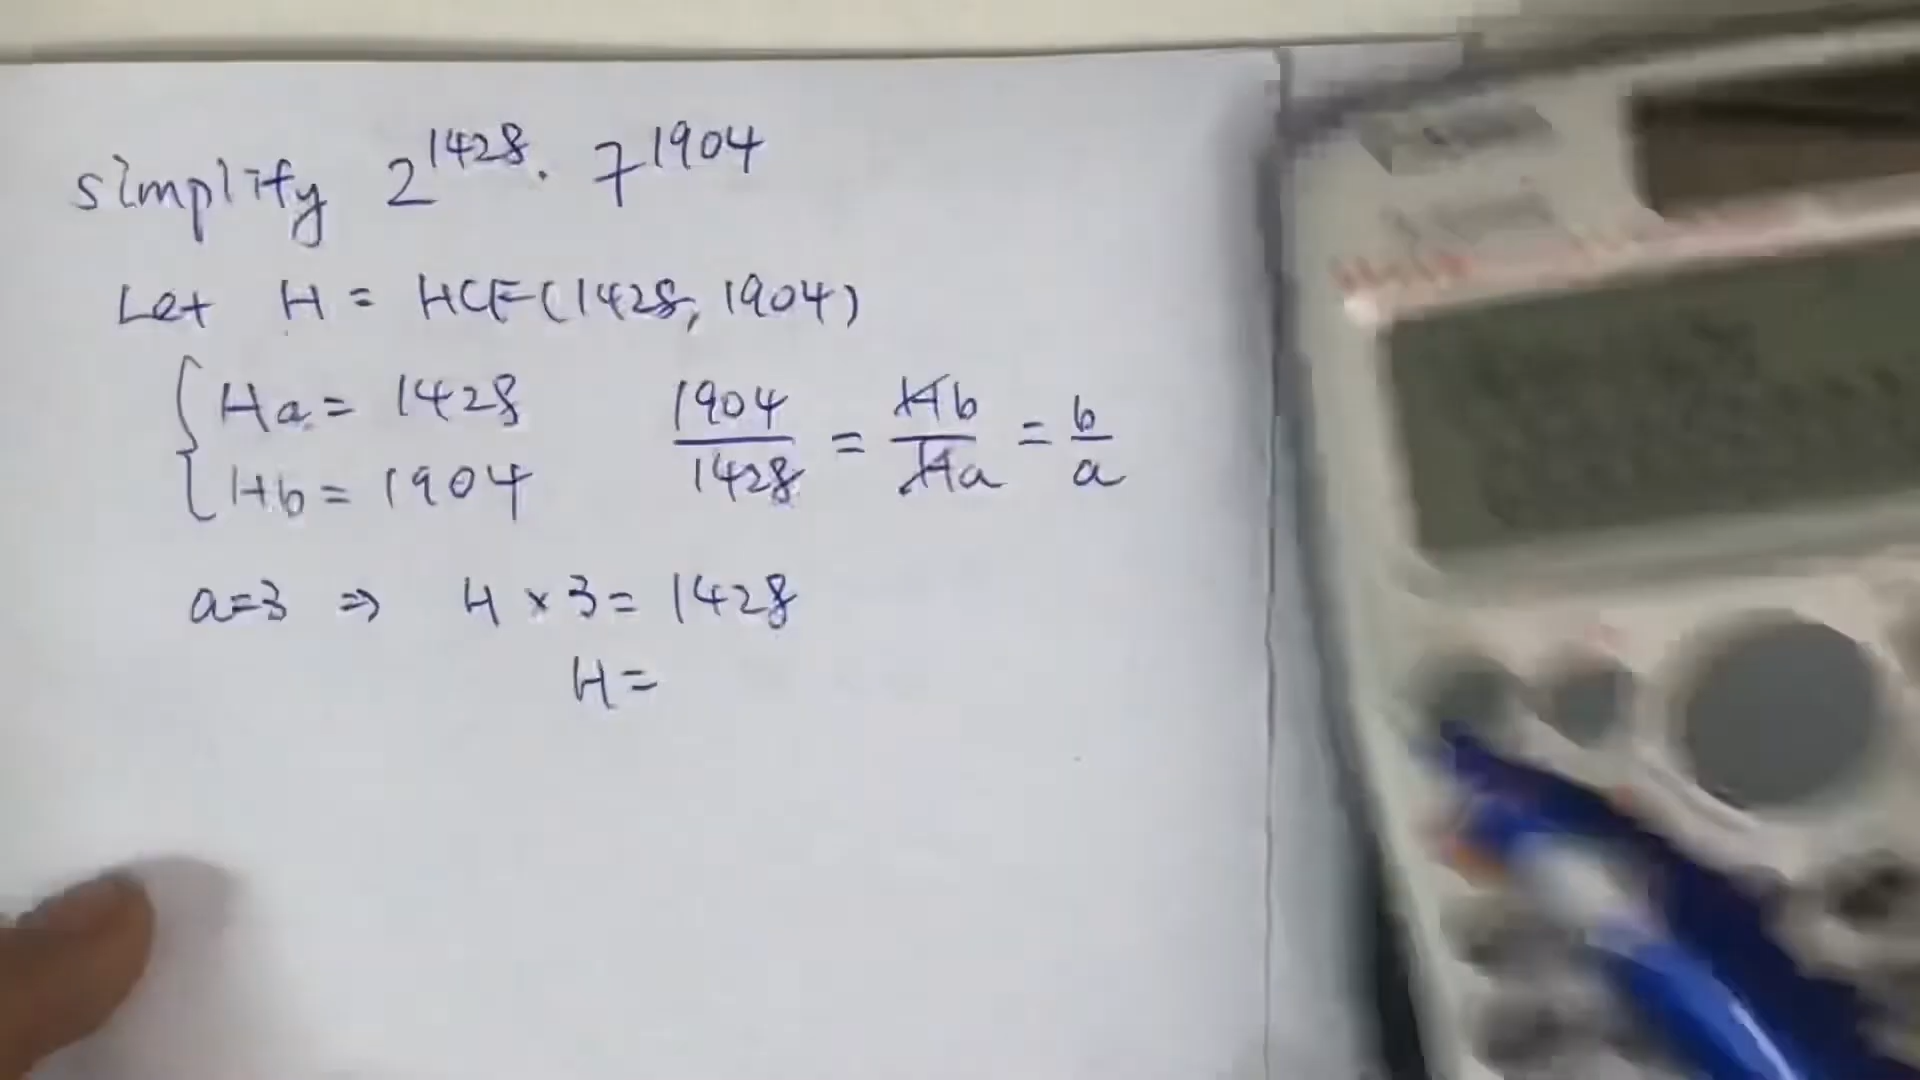 simplify 2^1428 · 7^1904
Let H = HCF(1428, 1904)
Ha = 1428
Hb = 1904
1904/1428 = Hb/Ha = b/a
a=3 ⇒ H × 3 = 1428
H =